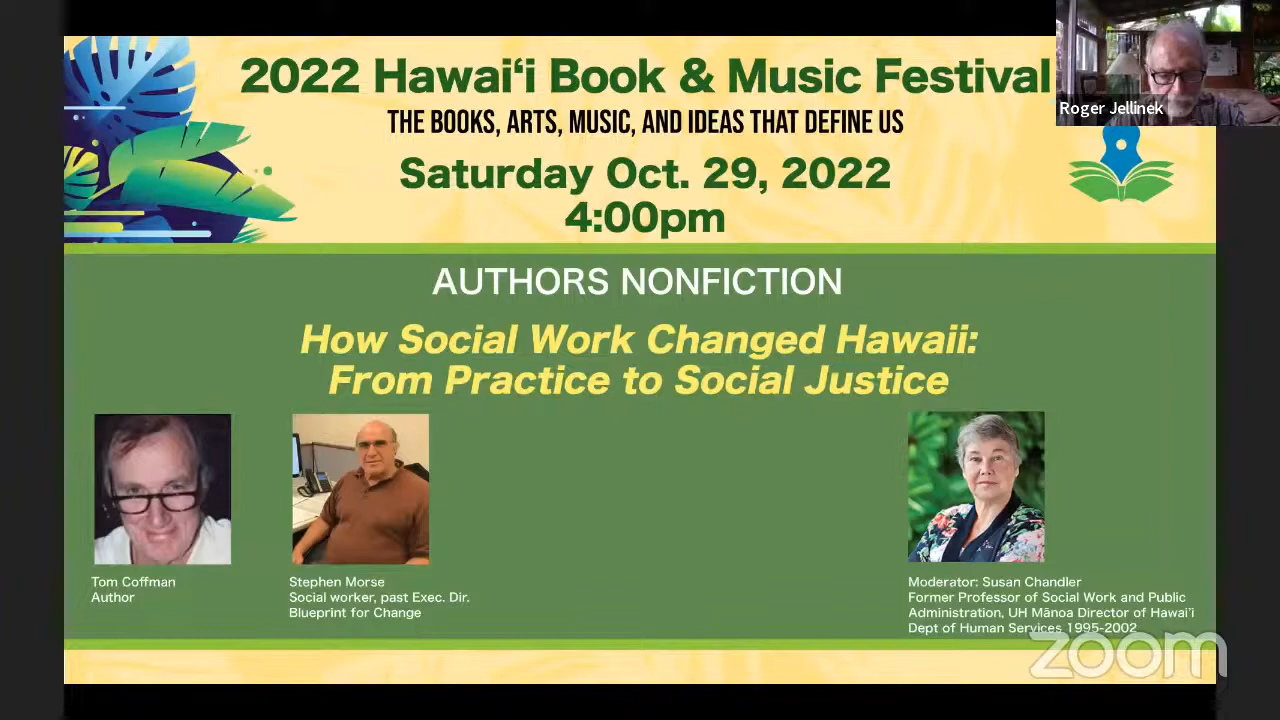 2022 Hawai‘i Book & Music Festival
THE BOOKS, ARTS, MUSIC, AND IDEAS THAT DEFINE US
Saturday Oct. 29, 2022
4:00pm
Roger Jellinek
AUTHORS NONFICTION
How Social Work Changed Hawaii:
From Practice to Social Justice
Tom Coffman
Author
Stephen Morse
Social worker, past Exec. Dir.
Blueprint for Change
Moderator: Susan Chandler
Former Professor of Social Work and Public
Administration, UH Mānoa Director of Hawai‘i
Dept of Human Services 1995-2002
zoom